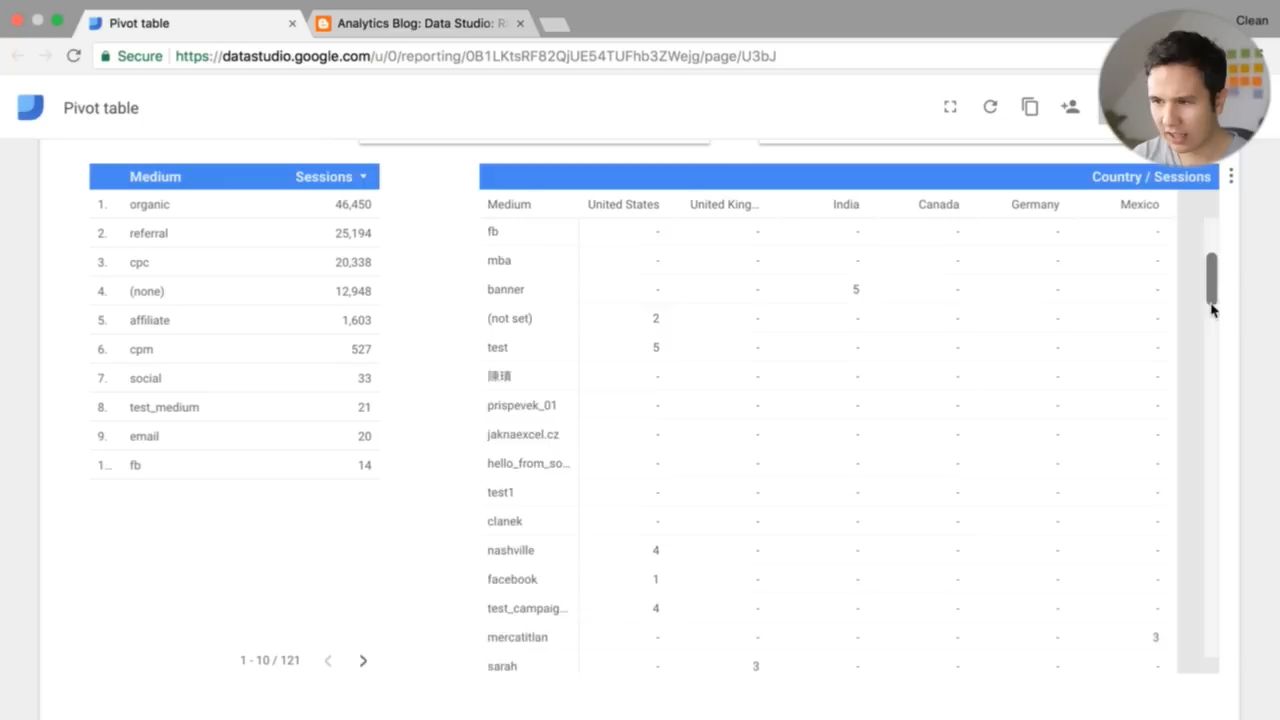 Pivot table
Analytics Blog: Data Studio: R
Clean
Secure https://datastudio.google.com/u/0/reporting/0B1LKtsRF82QjUE54TUFhb3ZWejg/page/U3bJ
Pivot table
Medium Sessions
1. organic 46,450
2. referral 25,194
3. cpc 20,338
4. (none) 12,948
5. affiliate 1,603
6. cpm 527
7. social 33
8. test_medium 21
9. email 20
1... fb 14
1 - 10 / 121
Country / Sessions
Medium United States United King... India Canada Germany Mexico
fb - - - - - -
mba - - - - - -
banner - - 5 - - -
(not set) 2 - - - - -
test 5 - - - - -
陳瑱 - - - - - -
prispevek_01 - - - - - -
jaknaexcel.cz - - - - - -
hello_from_so... - - - - - -
test1 - - - - - -
clanek - - - - - -
nashville 4 - - - - -
facebook 1 - - - - -
test_campaig... 4 - - - - -
mercatitlan - - - - - 3
sarah - 3 - - - -